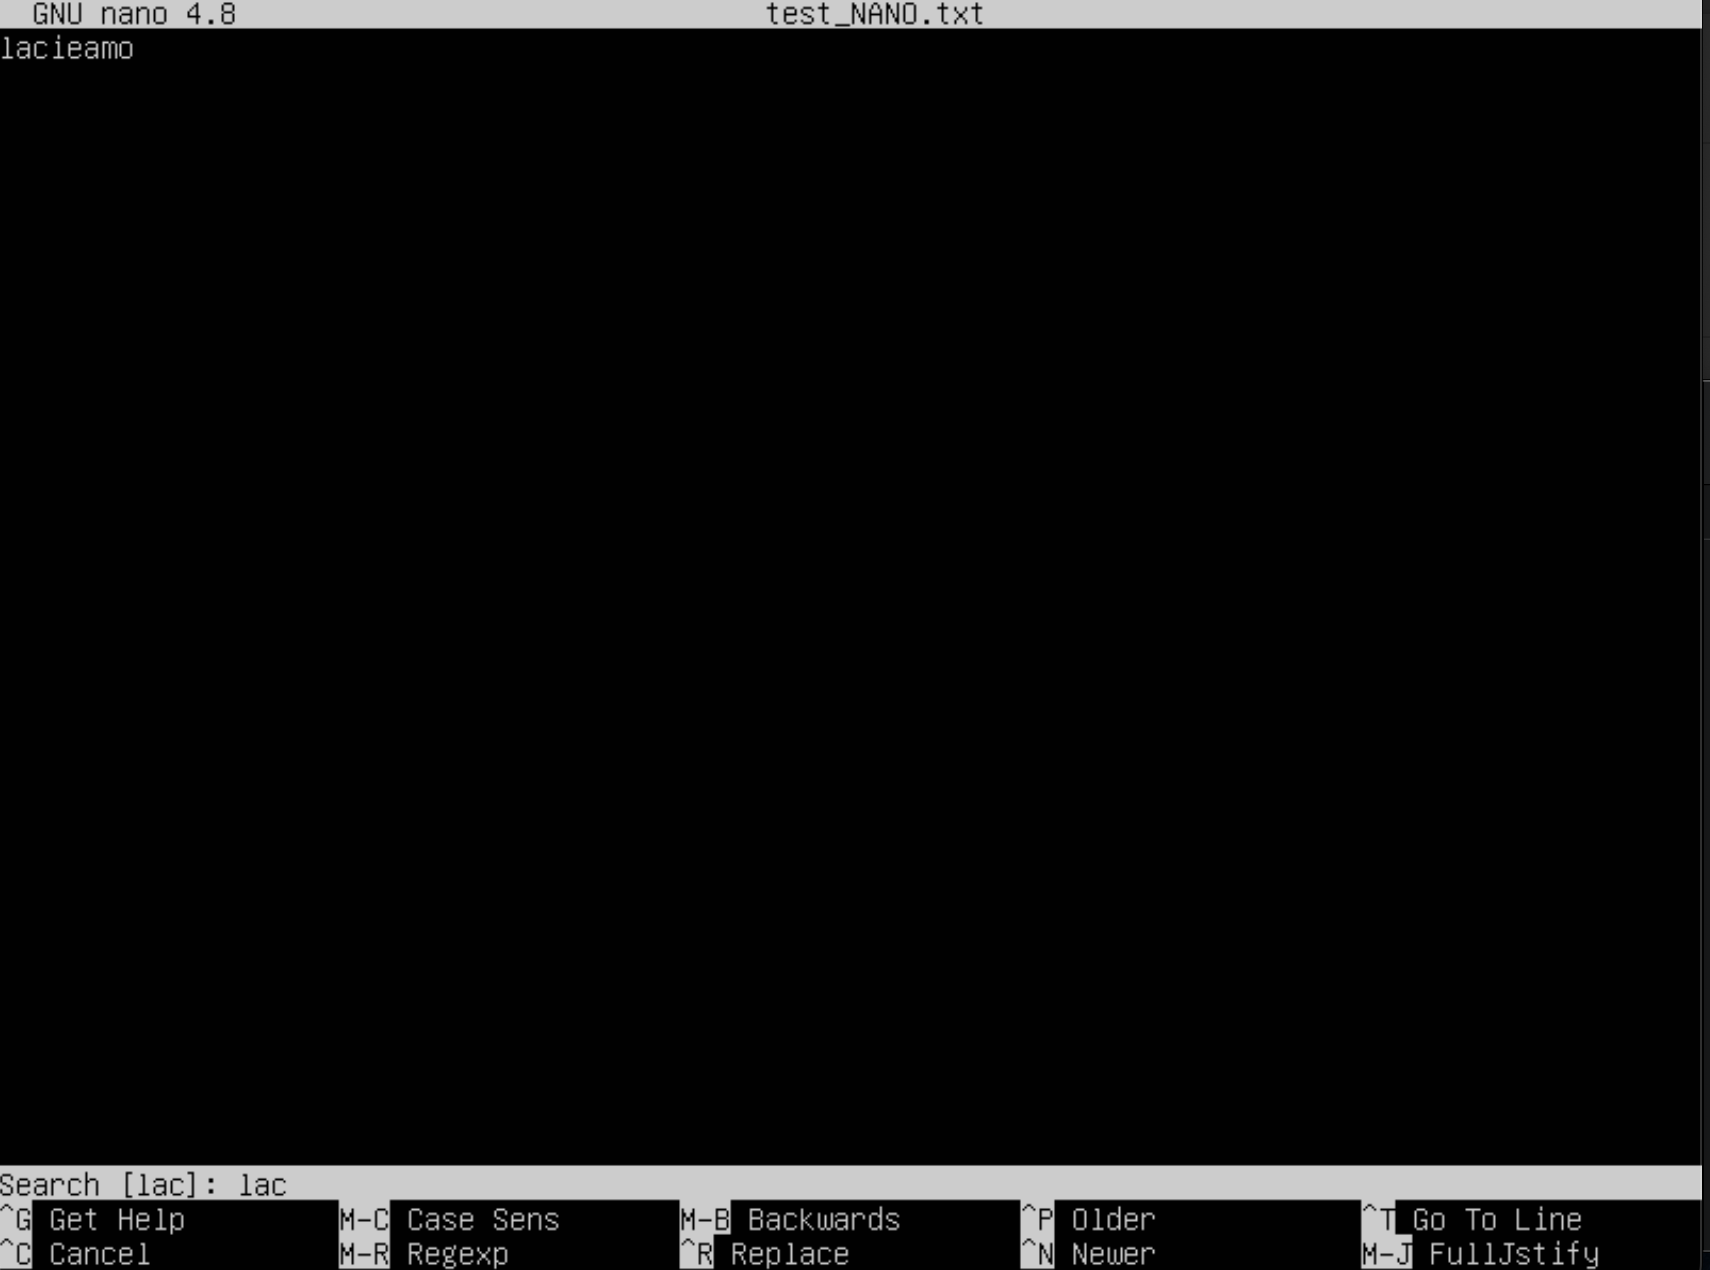 GNU nano 4.8 test_NANO.txt
lacieamo
Search [lac]: lac
^G Get Help M-C Case Sens M-B Backwards ^P Older ^T Go To Line
^C Cancel M-R Regexp ^R Replace ^N Newer M-J FullJstify